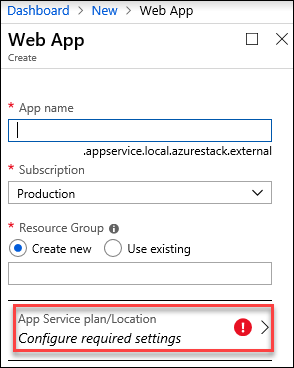 Dashboard > New > Web App
Web App
Create
* App name
.appservice.local.azurestack.external
* Subscription
Production
* Resource Group
Create new Use existing
App Service plan/Location
Configure required settings